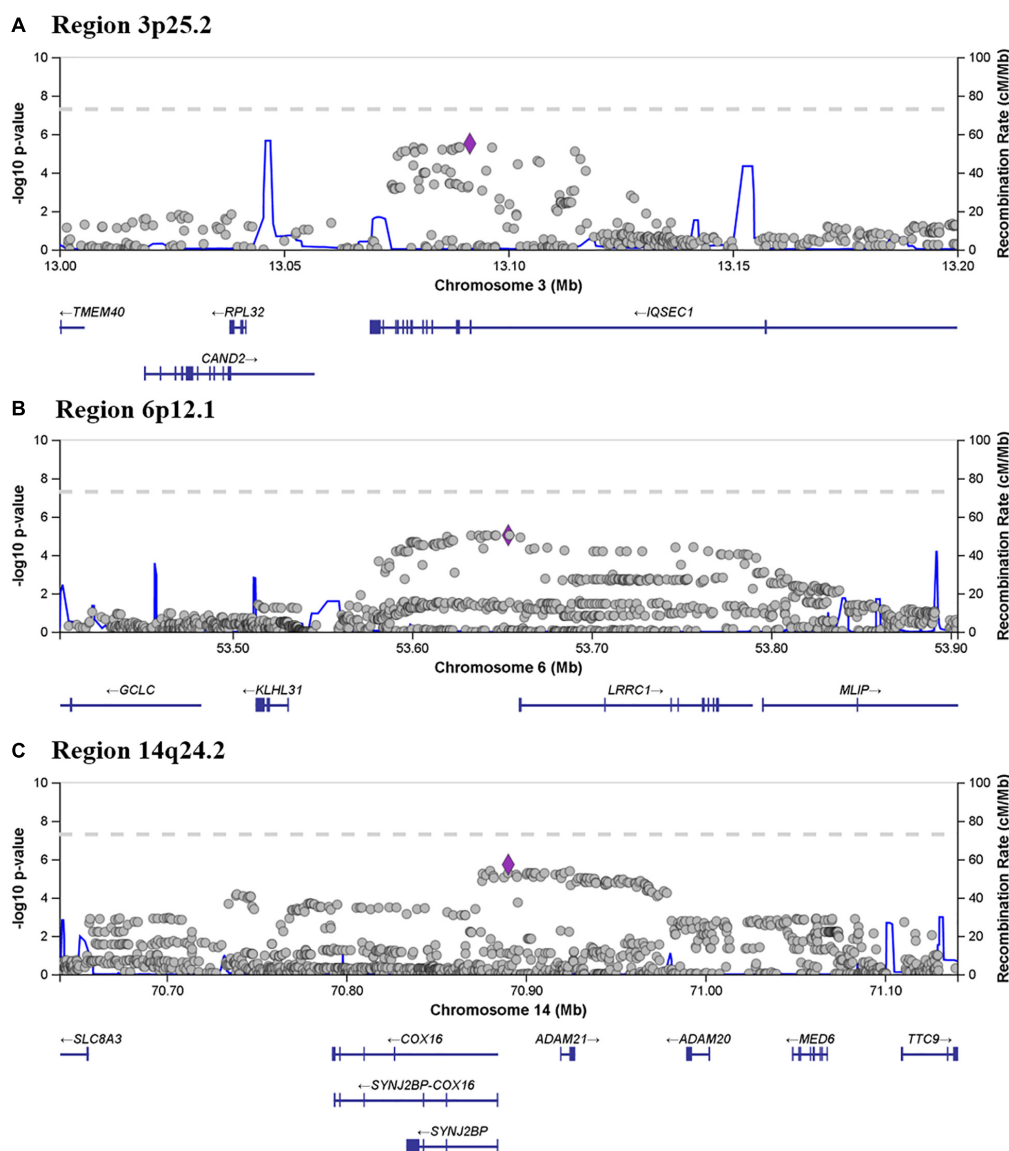 A Region 3p25.2
10 100
8 80
6 60
4 40
2 20
0 0
-log10 p-value
Recombination Rate (cM/Mb)
13.00 13.05 13.10 13.15 13.20
Chromosome 3 (Mb)
←TMEM40 ←RPL32 ←IQSEC1
CAND2→
B Region 6p12.1
10 100
8 80
6 60
4 40
2 20
0 0
-log10 p-value
Recombination Rate (cM/Mb)
53.50 53.60 53.70 53.80 53.90
Chromosome 6 (Mb)
←GCLC ←KLHL31 LRRC1→ MLIP→
C Region 14q24.2
10 100
8 80
6 60
4 40
2 20
0 0
-log10 p-value
Recombination Rate (cM/Mb)
70.70 70.80 70.90 71.00 71.10
Chromosome 14 (Mb)
←SLC8A3 ←COX16 ADAM21→ ←ADAM20 ←MED6 TTC9→
←SYNJ2BP-COX16
←SYNJ2BP